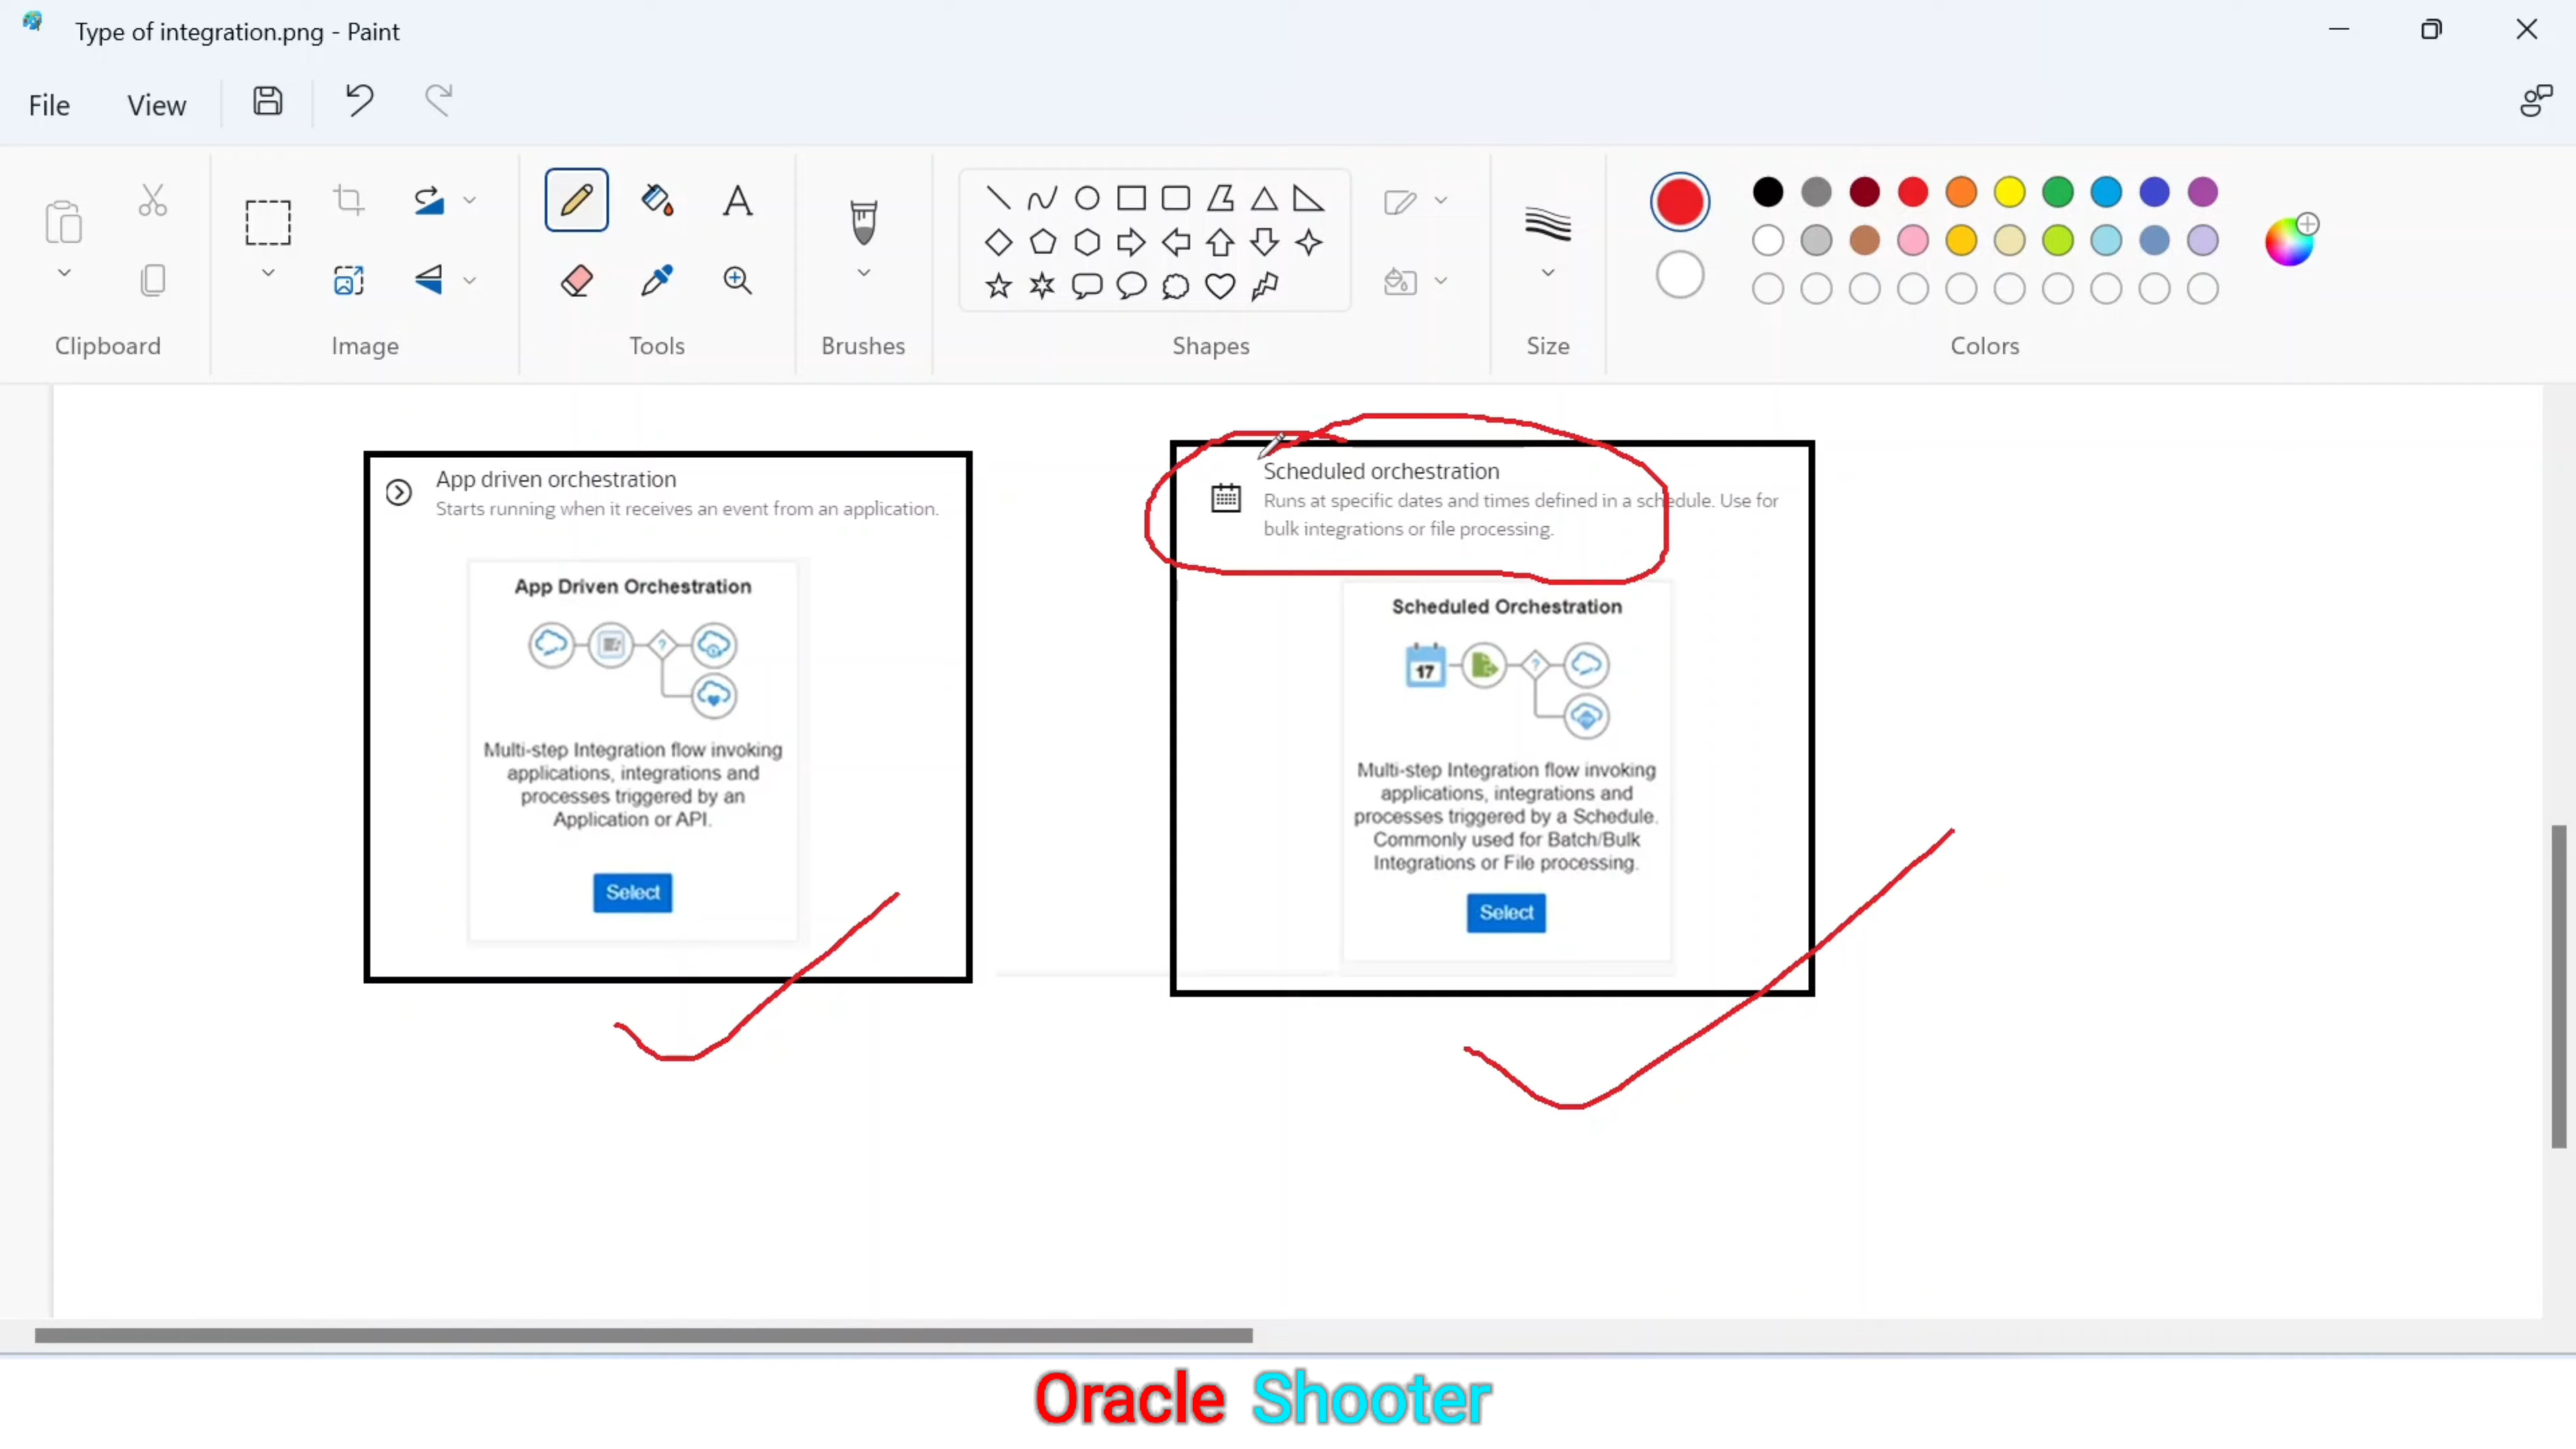 Type of integration.png - Paint
File
View
Clipboard
Image
Tools
Brushes
Shapes
Size
Colors
App driven orchestration
Starts running when it receives an event from an application.
App Driven Orchestration
Multi-step Integration flow invoking
applications, integrations and
processes triggered by an
Application or API.
Select
Scheduled orchestration
Runs at specific dates and times defined in a schedule. Use for
bulk integrations or file processing.
Scheduled Orchestration
17
Multi-step Integration flow invoking
applications, integrations and
processes triggered by a Schedule.
Commonly used for Batch/Bulk
Integrations or File processing.
Select
Oracle Shooter